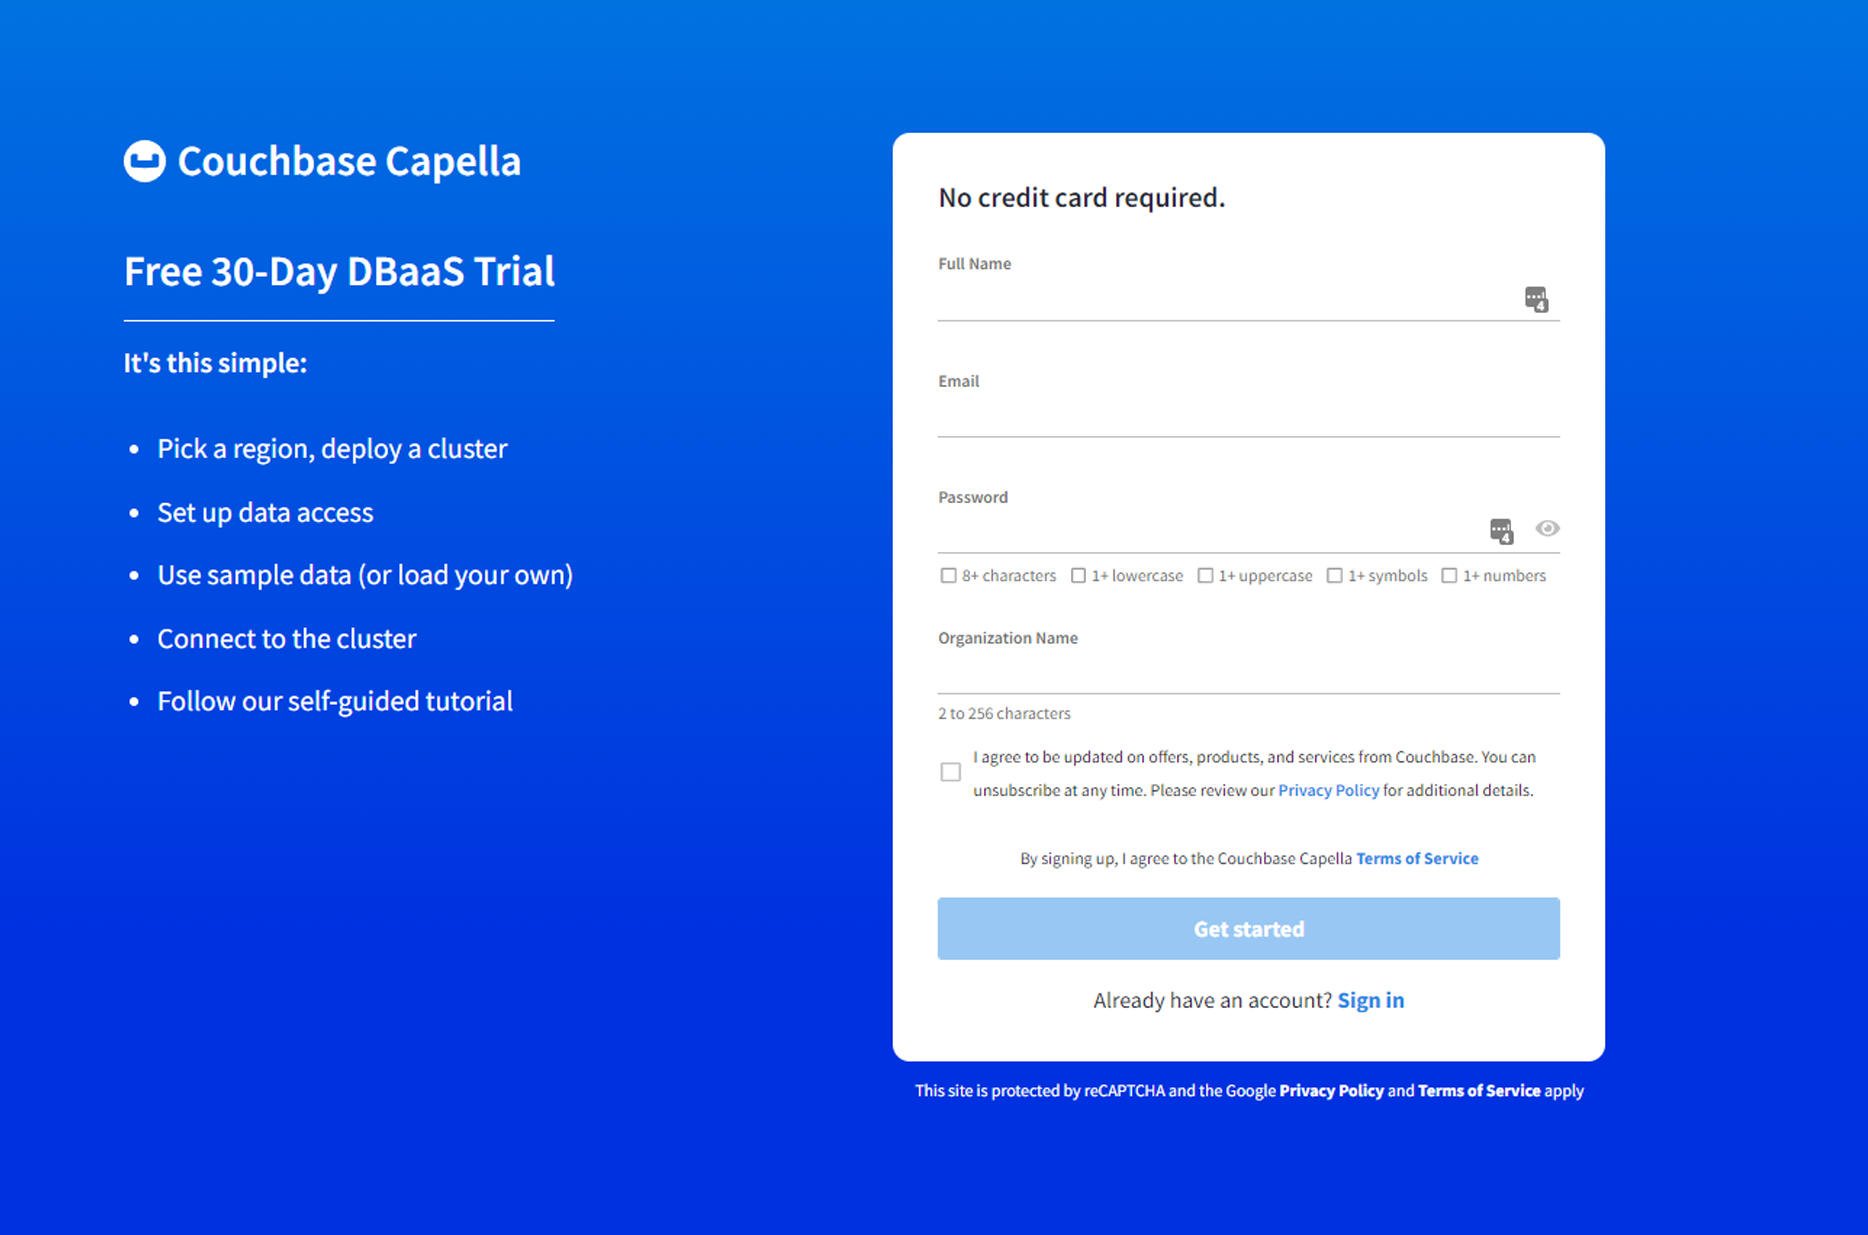 Couchbase Capella
Free 30-Day DBaaS Trial
It's this simple:
• Pick a region, deploy a cluster
• Set up data access
• Use sample data (or load your own)
• Connect to the cluster
• Follow our self-guided tutorial
No credit card required.
Full Name
4
Email
Password
4
8+ characters 1+ lowercase 1+ uppercase 1+ symbols 1+ numbers
Organization Name
2 to 256 characters
I agree to be updated on offers, products, and services from Couchbase. You can
unsubscribe at any time. Please review our Privacy Policy for additional details.
By signing up, I agree to the Couchbase Capella Terms of Service
Get started
Already have an account? Sign in
This site is protected by reCAPTCHA and the Google Privacy Policy and Terms of Service apply